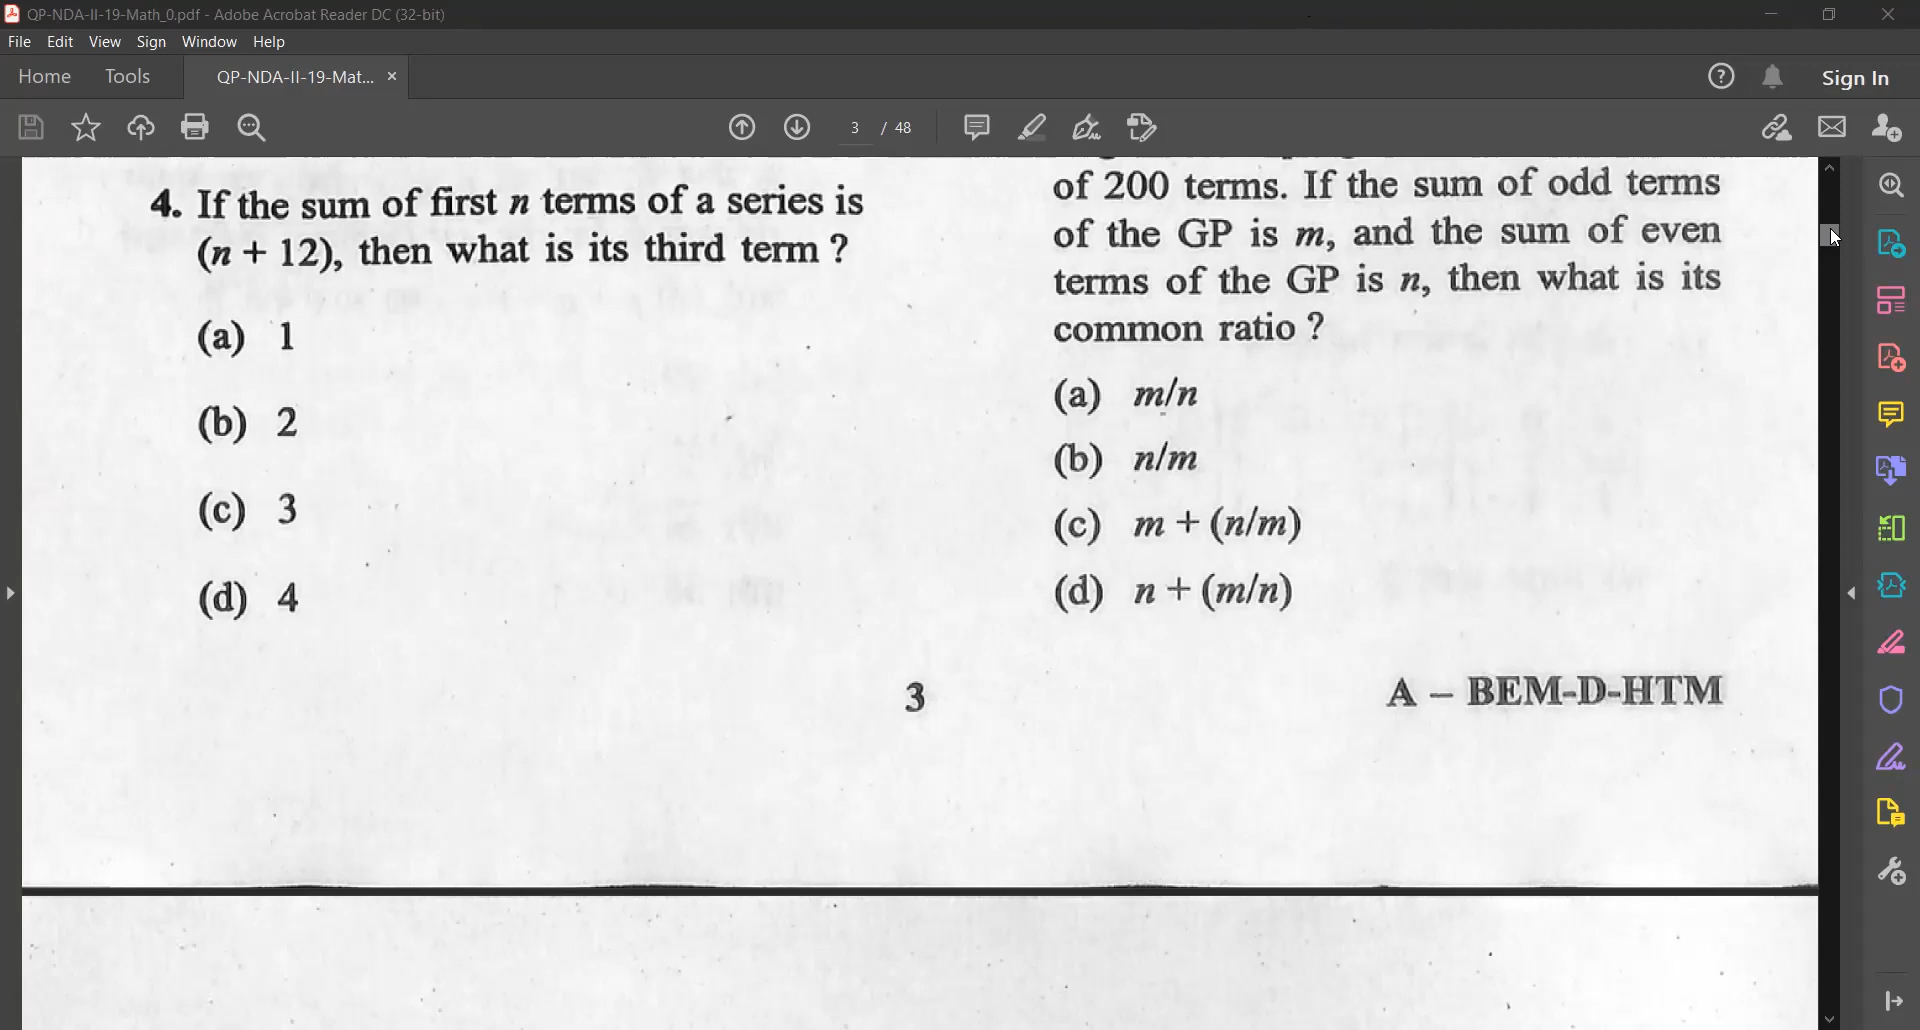 QP-NDA-II-19-Math_0.pdf - Adobe Acrobat Reader DC (32-bit)
File Edit View Sign Window Help
Home Tools QP-NDA-II-19-Mat... ×
Sign In
3 / 48
4. If the sum of first n terms of a series is
(n + 12), then what is its third term ?
(a) 1
(b) 2
(c) 3
(d) 4
of 200 terms. If the sum of odd terms
of the GP is m, and the sum of even
terms of the GP is n, then what is its
common ratio ?
(a) m/n
(b) n/m
(c) m + (n/m)
(d) n + (m/n)
3
A – BEM-D-HTM